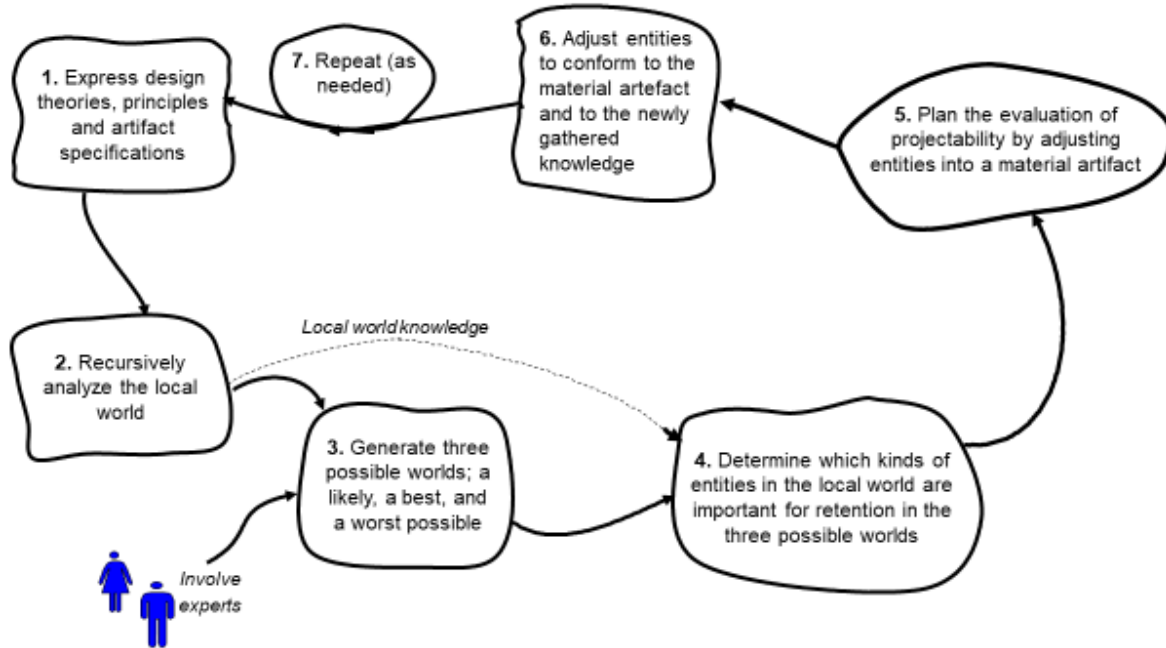 1. Express design
theories, principles
and artifact
specifications
7. Repeat (as
needed)
6. Adjust entities
to conform to the
material artefact
and to the newly
gathered
knowledge
5. Plan the evaluation of
projectability by adjusting
entities into a material artifact
2. Recursively
analyze the local
world
Local world knowledge
3. Generate three
possible worlds; a
likely, a best, and
a worst possible
4. Determine which kinds of
entities in the local world are
important for retention in the
three possible worlds
Involve
experts